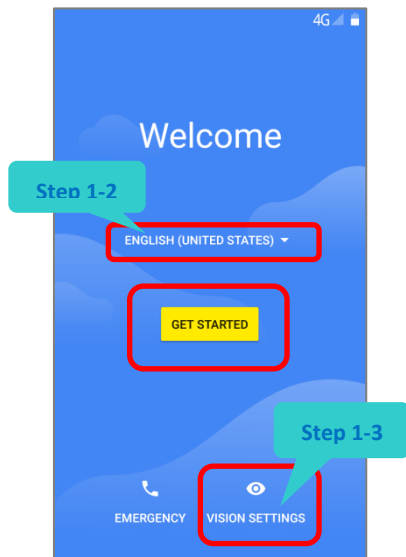 4G
Welcome
Step 1-2
ENGLISH (UNITED STATES)
GET STARTED
Step 1-3
EMERGENCY VISION SETTINGS